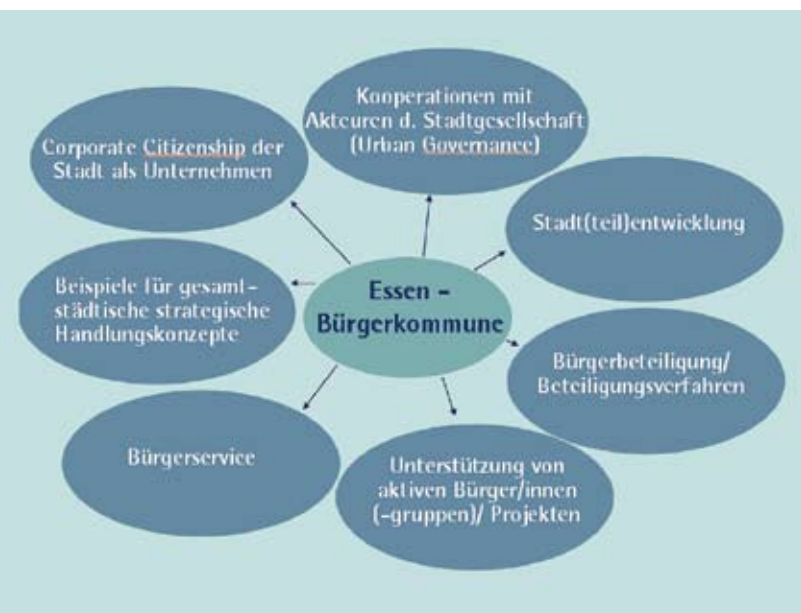 Kooperationen mit
Akteuren d. Stadtgesellschaft
(Urban Governance)
Corporate Citizenship der
Stadt als Unternehmen
Stadt(teil)entwicklung
Beispiele für gesamt-
städtische strategische
Handlungskonzepte
Essen -
Bürgerkommune
Bürgerbeteiligung/
Beteiligungsverfahren
Bürgerservice
Unterstützung von
aktiven Bürger/innen
(-gruppen)/ Projekten